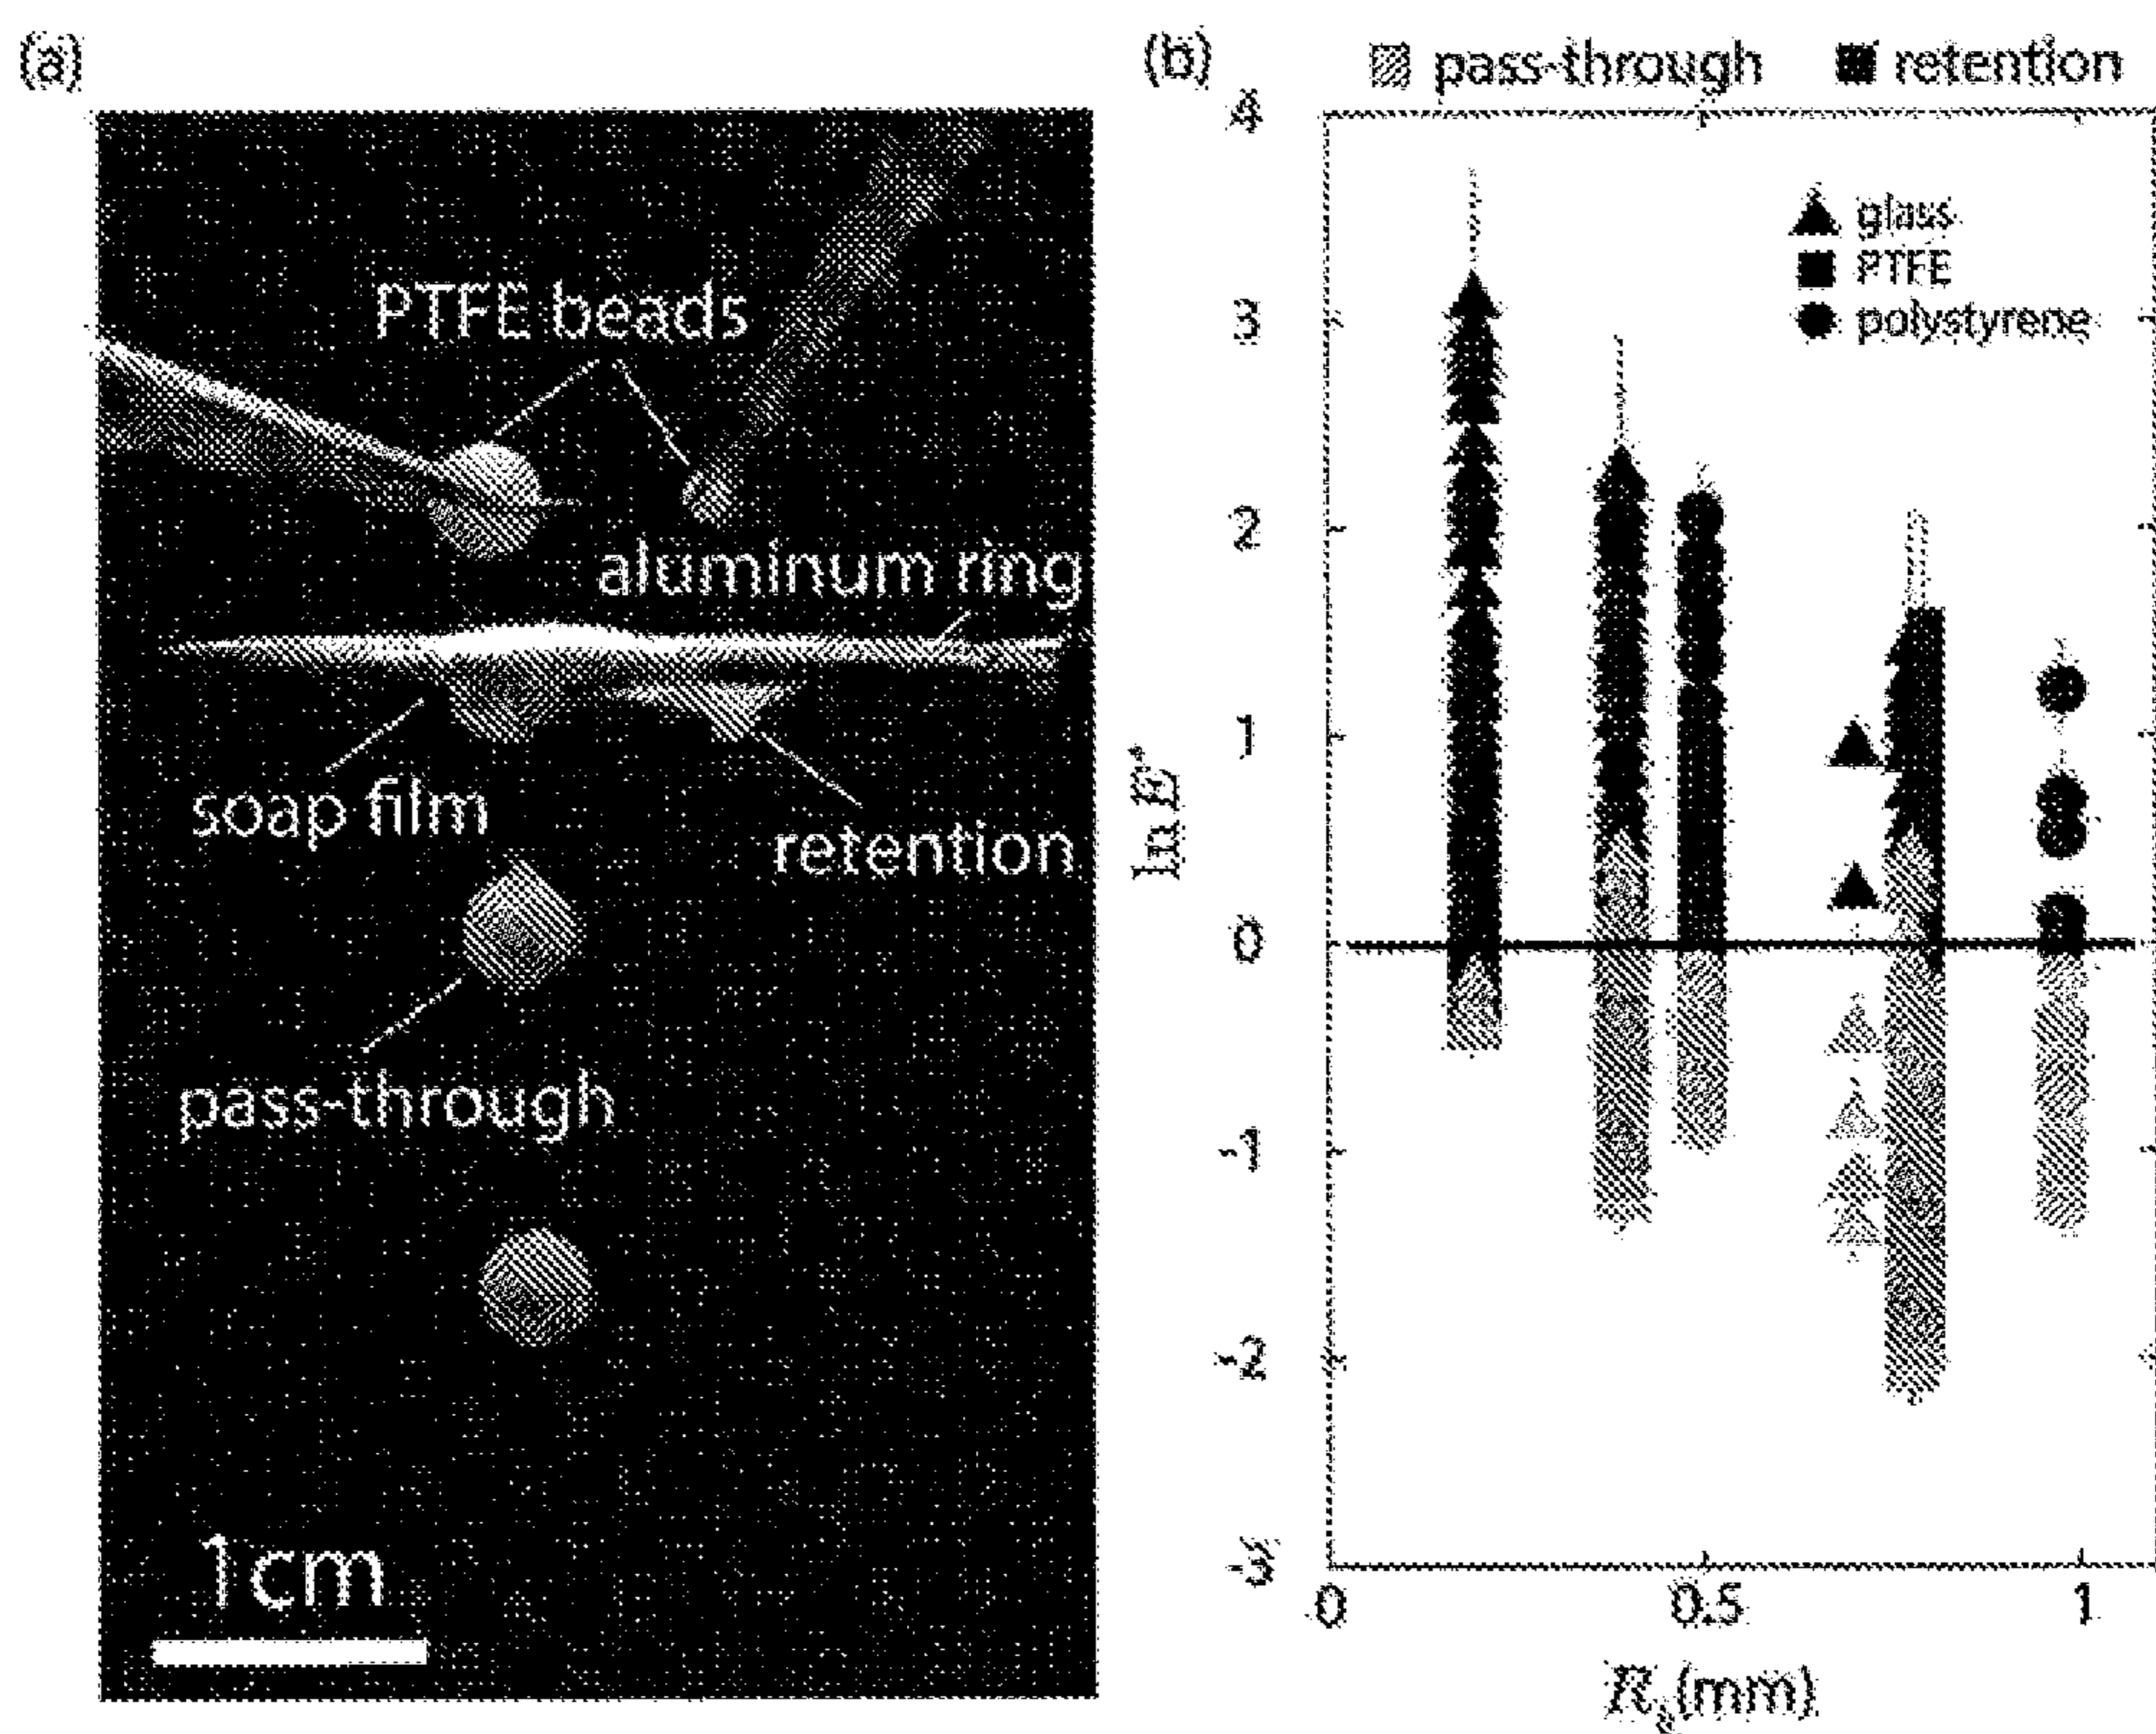 (a)
PTFE beads
aluminum ring
soap film
retention
pass-through
1cm
(b)
pass-through
retention
4
3
2
1
0
-1
-2
-3
glass
PTFE
polystyrene
ln E*
0
0.5
1
R_s(mm)